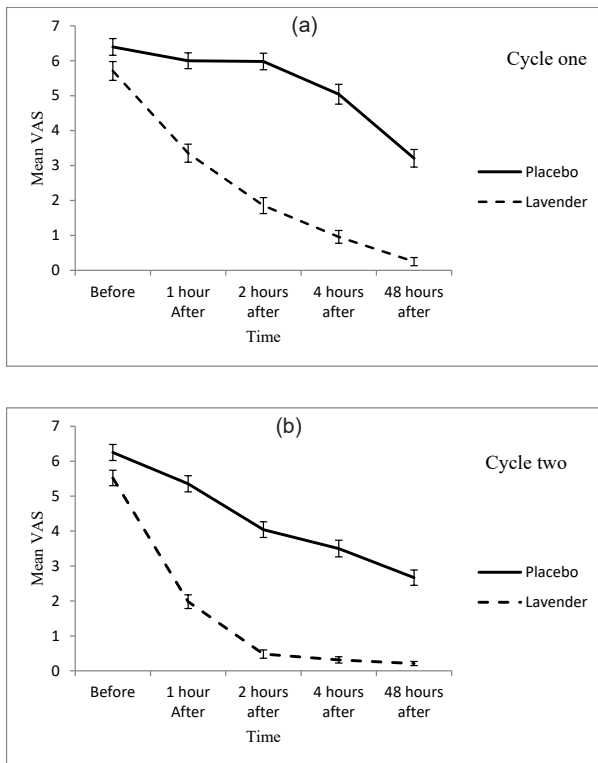 (a)
Cycle one
7
6
5
4
3
2
1
0
Mean VAS
Before
1 hour
After
2 hours
after
4 hours
after
48 hours
after
Time
Placebo
Lavender
(b)
Cycle two
7
6
5
4
3
2
1
0
Mean VAS
Before
1 hour
After
2 hours
after
4 hours
after
48 hours
after
Time
Placebo
Lavender